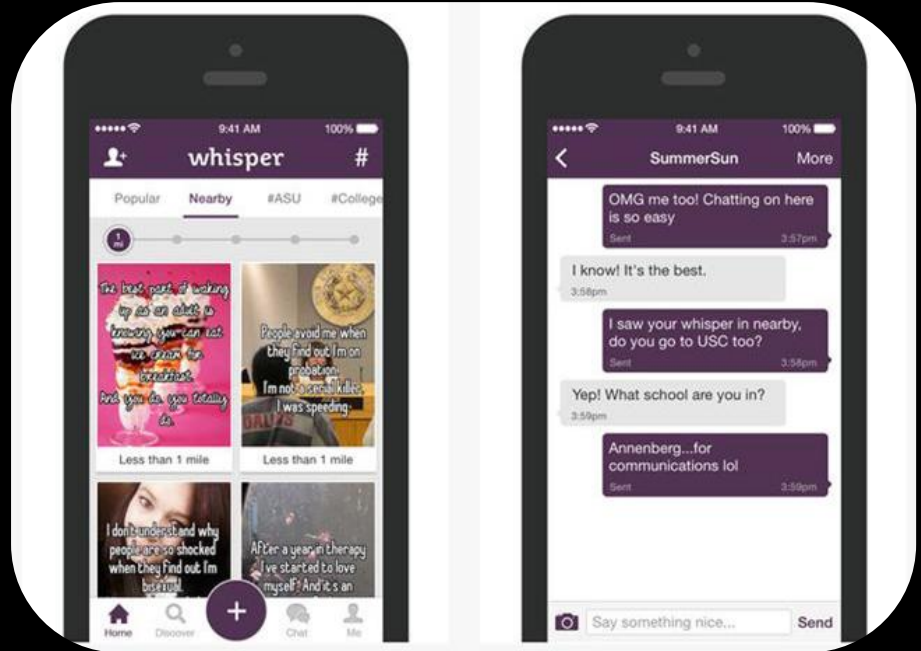 9:41 AM
100%
whisper
#
Popular
Nearby
#ASU
#College
1
mi
The best part of waking
up as an adult is
knowing you can eat
ice cream for
breakfast.
And you do. you totally
do.
Less than 1 mile
People avoid me when
they find out I'm on
probation.
I'm not a serial killer.
I was speeding.
DALLAS
Less than 1 mile
I don't understand why
people are so shocked
when they find out I'm
bisexual.
After a year in therapy
I've started to love
myself! And it's an
Home
Discover
+
Chat
Me
9:41 AM
100%
SummerSun
More
OMG me too! Chatting on here
is so easy
Sent
3:57pm
I know! It's the best.
3:58pm
I saw your whisper in nearby,
do you go to USC too?
Sent
3:58pm
Yep! What school are you in?
3:59pm
Annenberg...for
communications lol
Sent
3:59pm
Say something nice...
Send